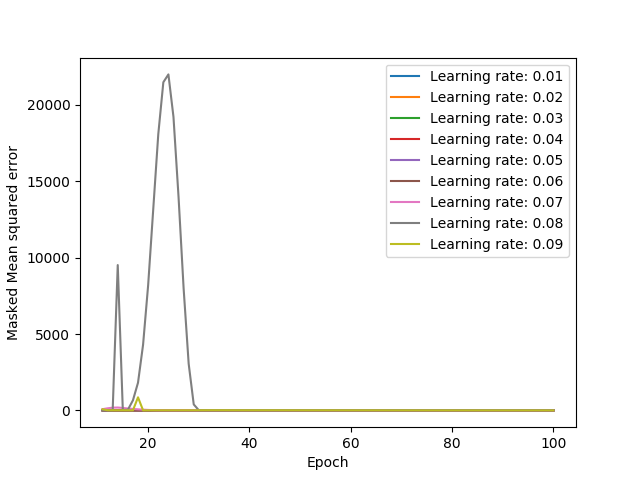 Learning rate: 0.01
Learning rate: 0.02
Learning rate: 0.03
Learning rate: 0.04
Learning rate: 0.05
Learning rate: 0.06
Learning rate: 0.07
Learning rate: 0.08
Learning rate: 0.09
Masked Mean squared error
20000
15000
10000
5000
0
20 40 60 80 100
Epoch